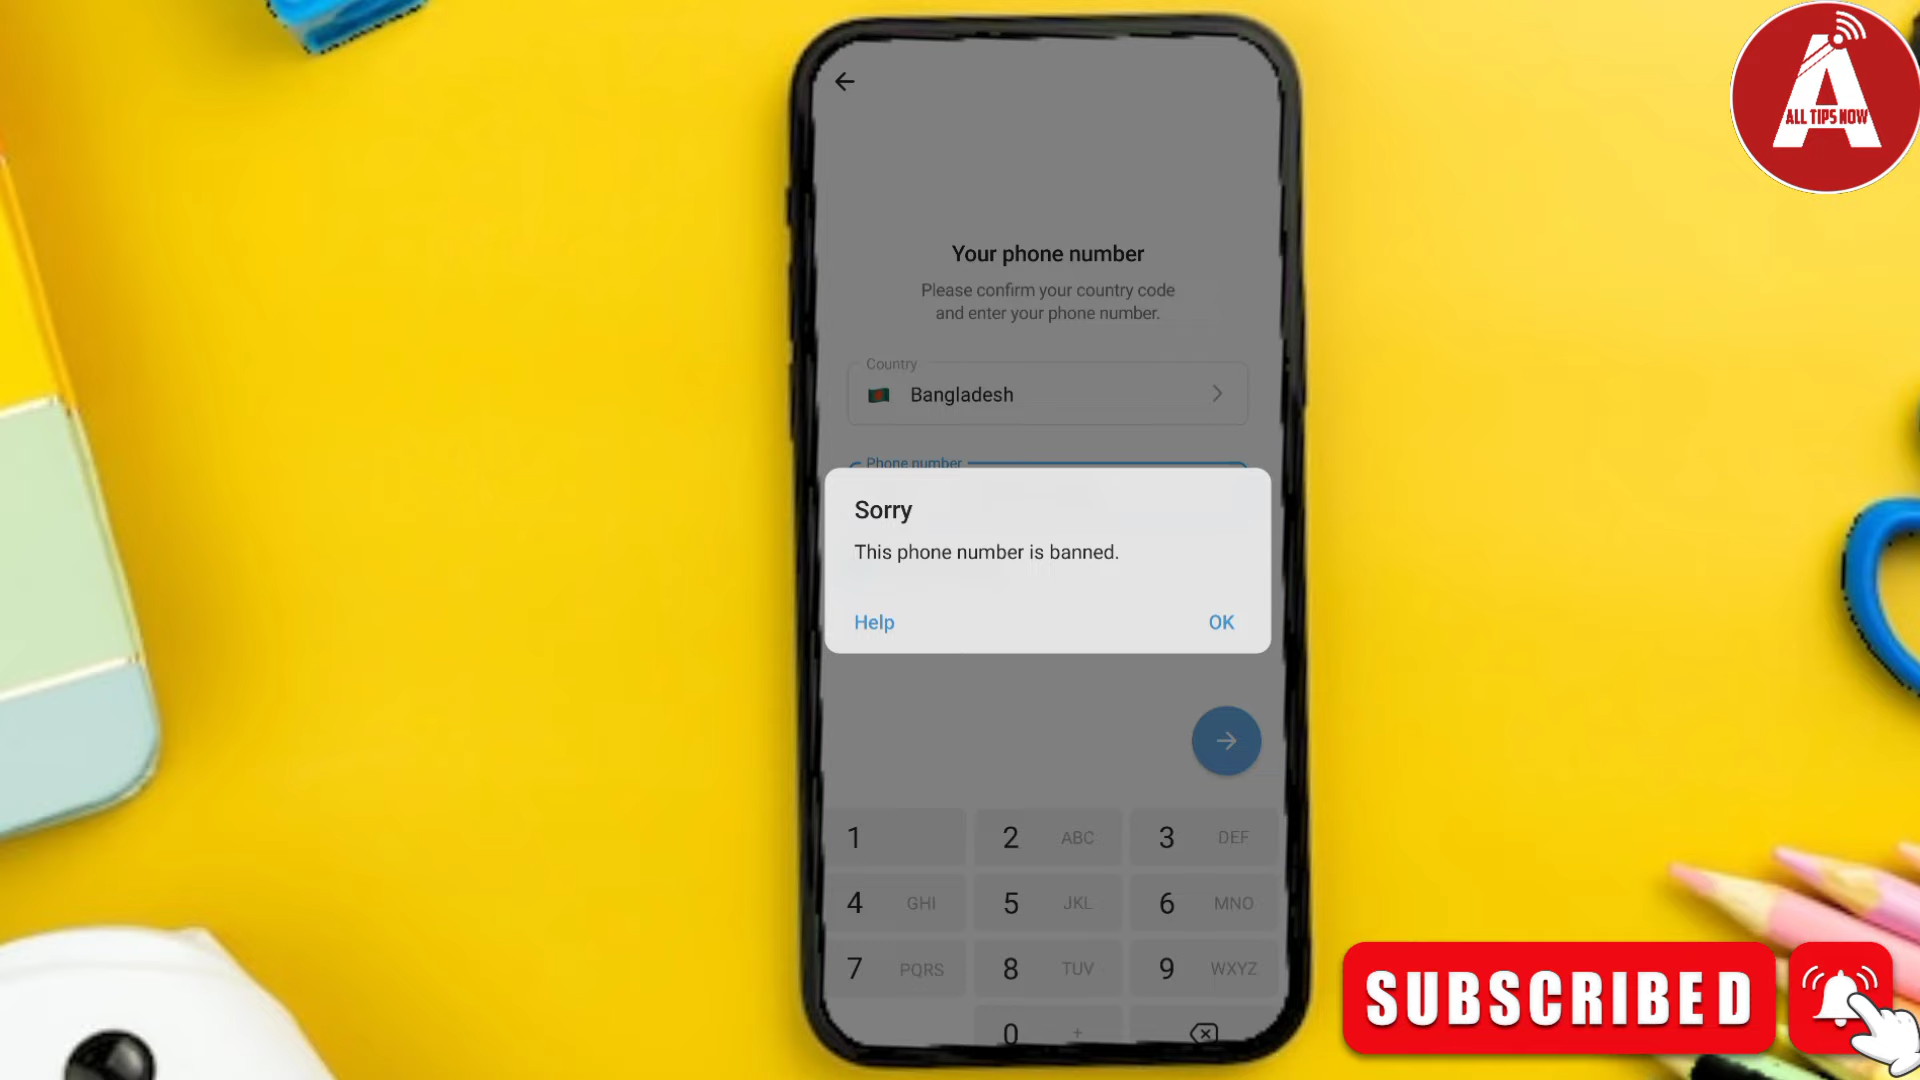 ALL TIPS NOW
Your phone number
Please confirm your country code
and enter your phone number.
Country
Bangladesh
Phone number
Sorry
This phone number is banned.
Help OK
1 2 ABC 3 DEF
4 GHI 5 JKL 6 MNO
7 PQRS 8 TUV 9 WXYZ
0 +
SUBSCRIBED